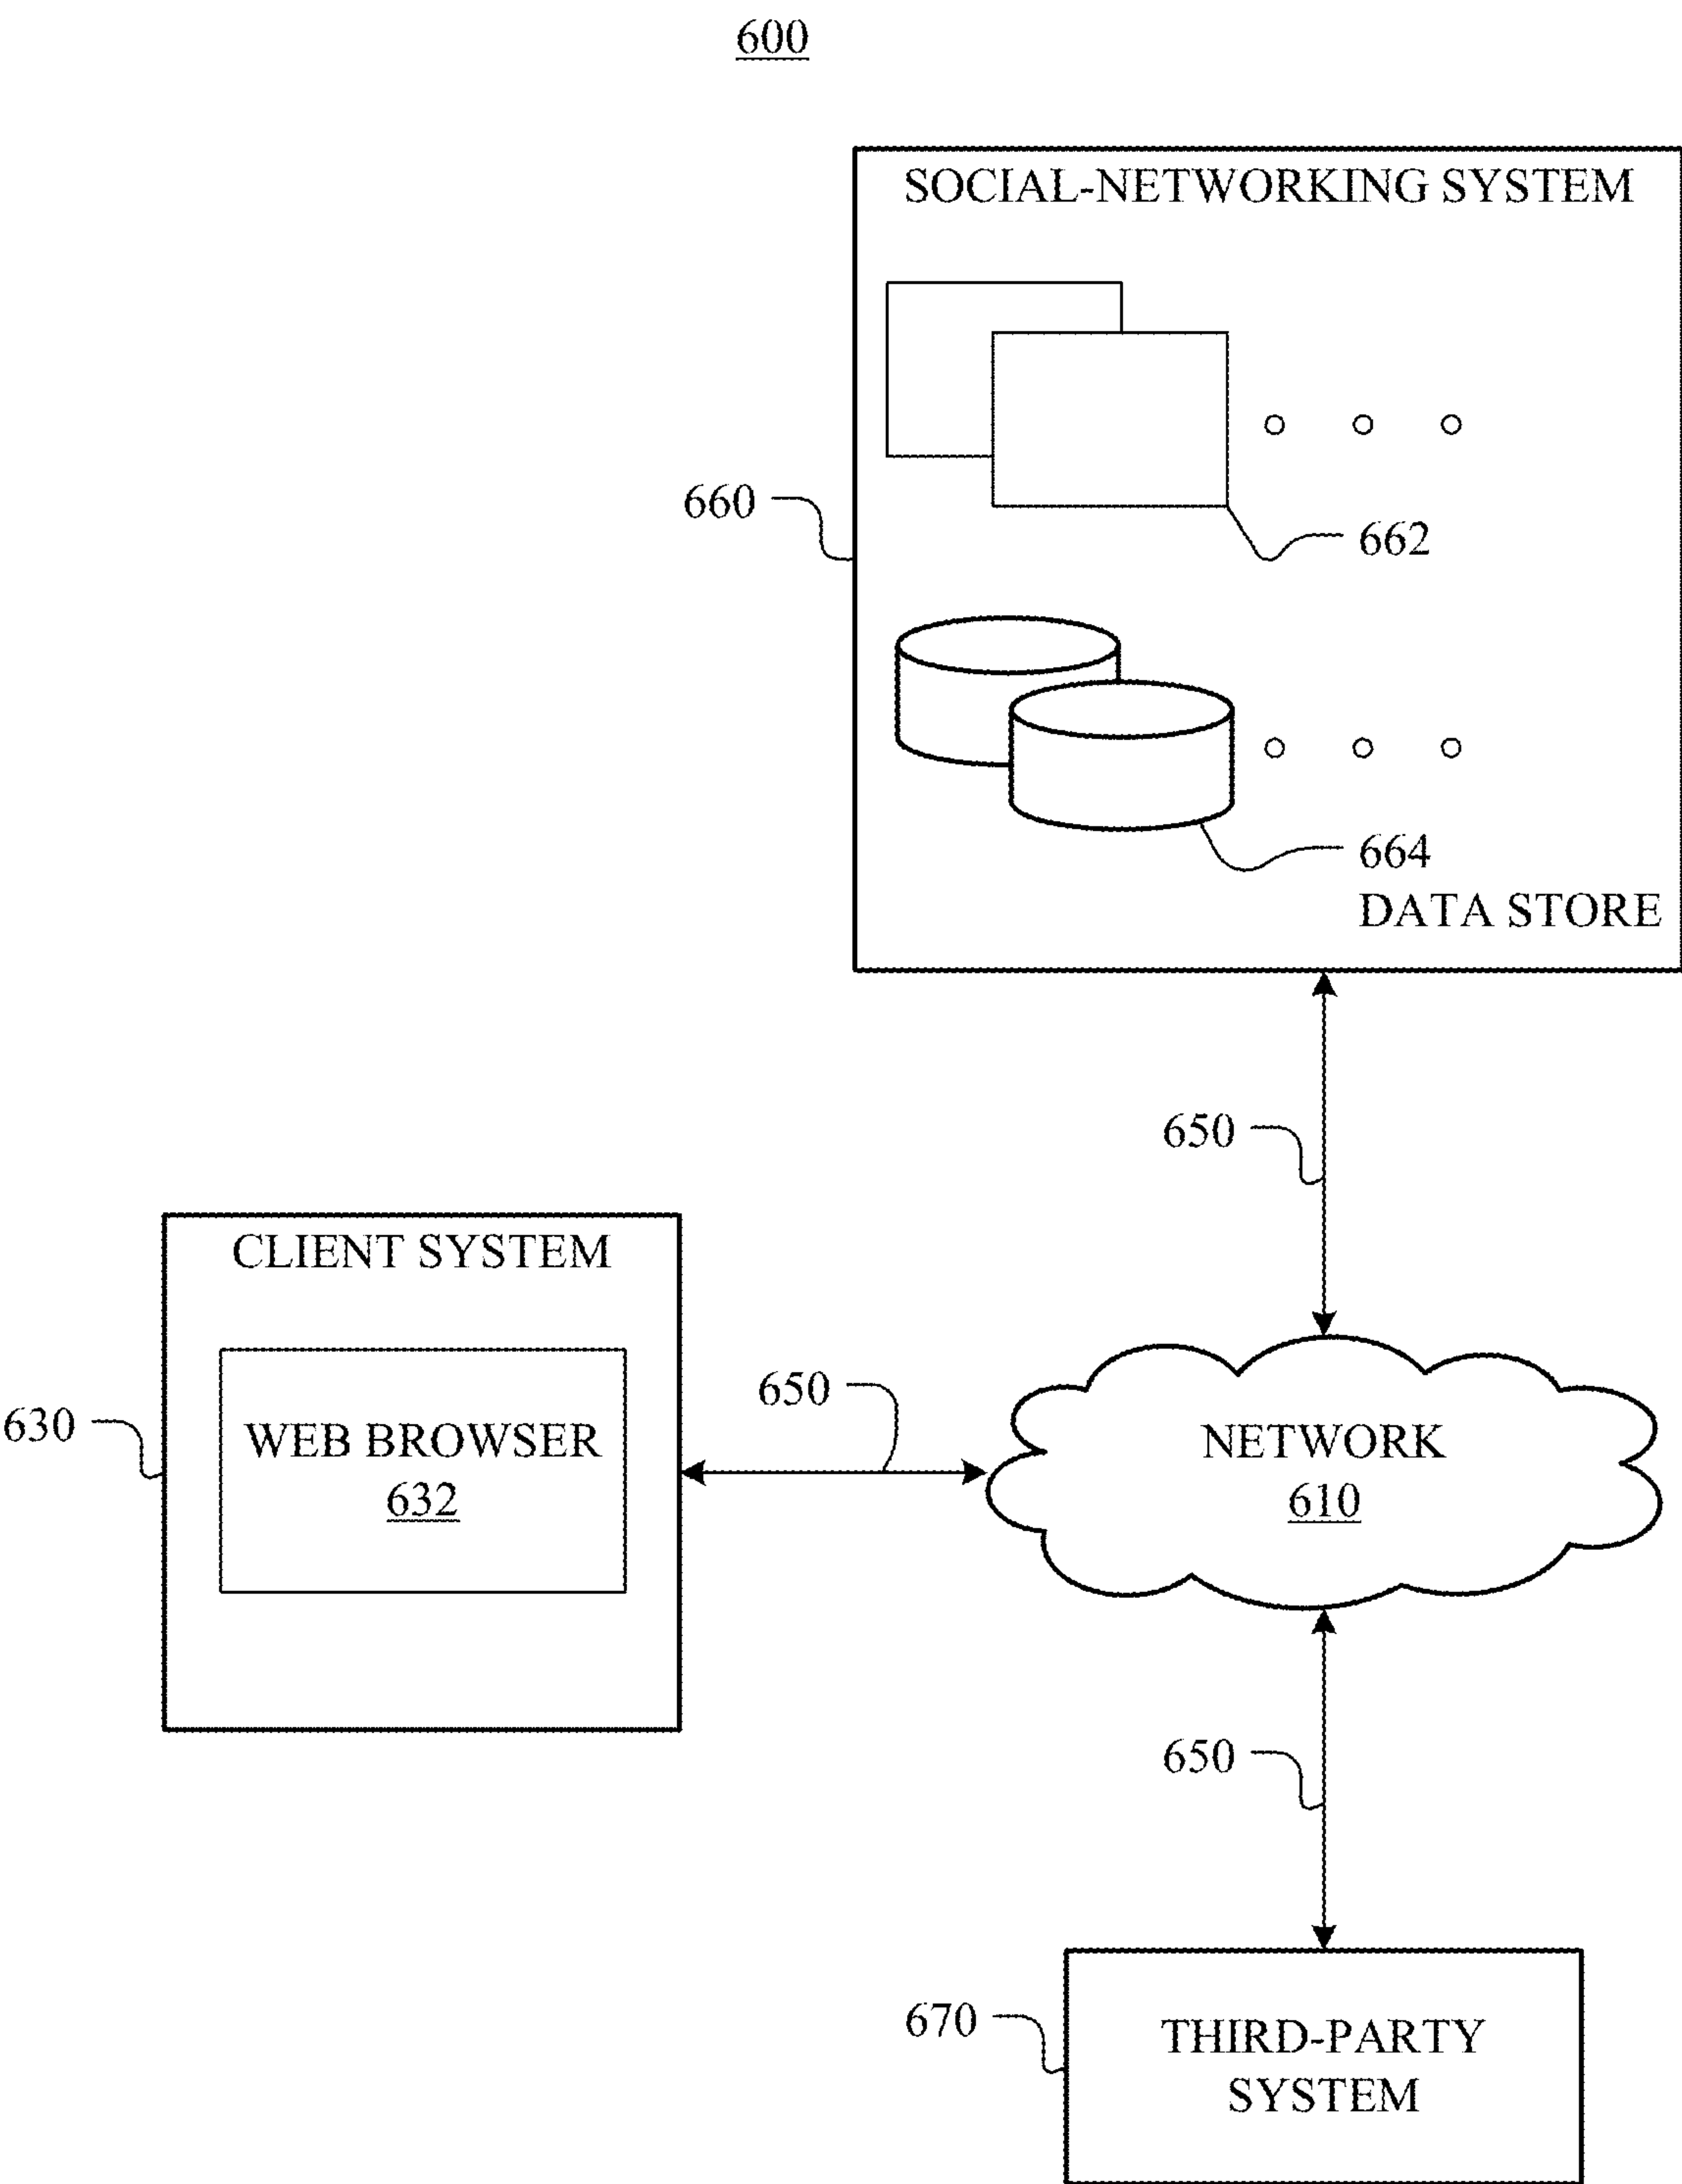 600
SOCIAL-NETWORKING SYSTEM
660
662
664
DATA STORE
650
CLIENT SYSTEM
630
WEB BROWSER
632
650
NETWORK
610
650
670
THIRD-PARTY
SYSTEM